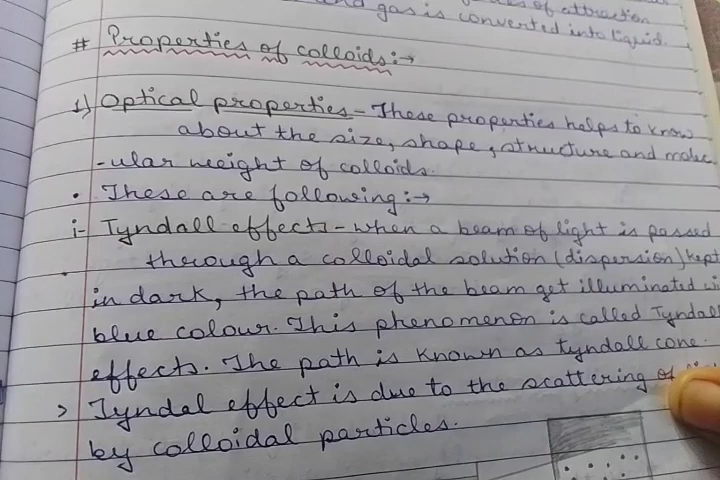 of attraction
and gas is converted into liquid.
# Properties of colloids:→
1) Optical properties - These properties helps to know
about the size, shape, structure and molec
-ular weight of colloids.
• These are following:→
i- Tyndall effects - when a beam of light is passed
through a colloidal solution (dispersion) kept
in dark, the path of the beam get illuminated
blue colour. This phenomenon is called Tyndall
effects. The path is known as tyndall cone.
> Tyndal effect is due to the scattering of
by colloidal particles.